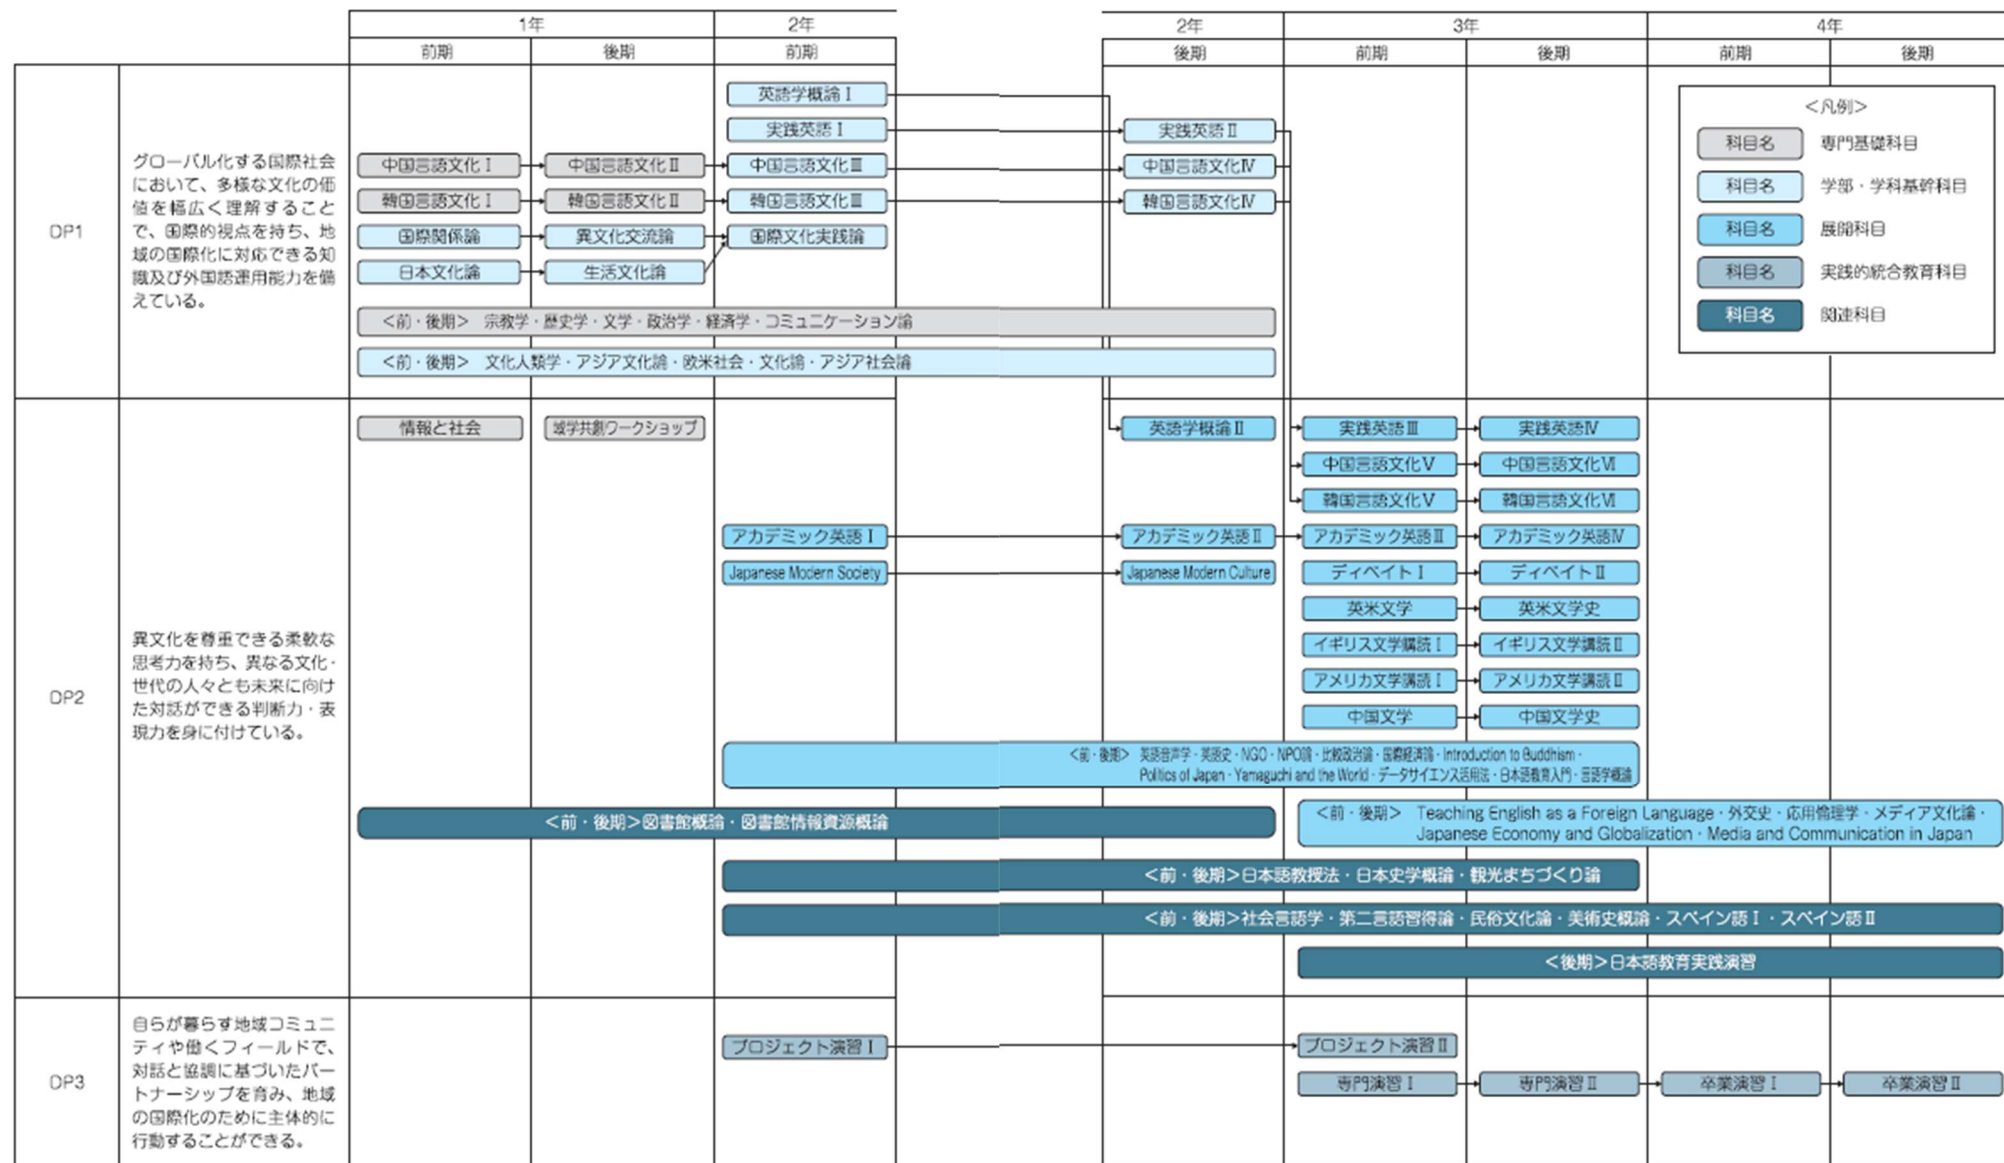 1年
2年
2年
3年
4年
前期
後期
前期
後期
前期
後期
前期
後期
DP1
グローバル化する国際社会
において、多様な文化の価
値を幅広く理解すること
で、国際的視点を持ち、地
域の国際化に対応できる知
識及び外国語運用能力を備
えている。
英語学概論Ⅰ
実践英語Ⅰ
実践英語Ⅱ
中国言語文化Ⅰ
中国言語文化Ⅱ
中国言語文化Ⅲ
中国言語文化Ⅳ
韓国言語文化Ⅰ
韓国言語文化Ⅱ
韓国言語文化Ⅲ
韓国言語文化Ⅳ
国際関係論
異文化交流論
国際文化実践論
日本文化論
生活文化論
<前・後期> 宗教学・歴史学・文学・政治学・経済学・コミュニケーション論
<前・後期> 文化人類学・アジア文化論・欧米社会・文化論・アジア社会論
<凡例>
科目名 専門基礎科目
科目名 学部・学科基幹科目
科目名 展開科目
科目名 実践的統合教育科目
科目名 関連科目
DP2
異文化を尊重できる柔軟な
思考力を持ち、異なる文化・
世代の人々とも未来に向け
た対話ができる判断力・表
現力を身に付けている。
情報と社会
域学共創ワークショップ
英語学概論Ⅱ
実践英語Ⅲ
実践英語Ⅳ
中国言語文化Ⅴ
中国言語文化Ⅵ
韓国言語文化Ⅴ
韓国言語文化Ⅵ
アカデミック英語Ⅰ
アカデミック英語Ⅱ
アカデミック英語Ⅲ
アカデミック英語Ⅳ
Japanese Modern Society
Japanese Modern Culture
ディベイトⅠ
ディベイトⅡ
英米文学
英米文学史
イギリス文学購読Ⅰ
イギリス文学講読Ⅱ
アメリカ文学講読Ⅰ
アメリカ文学講読Ⅱ
中国文学
中国文学史
<前・後期> 英語音声学・英語史・NGO・NPO論・比較政治論・国際経済論・Introduction to Buddhism・
Politics of Japan・Yamaguchi and the World・データサイエンス活用法・日本語教育入門・言語学概論
<前・後期>図書館概論・図書館情報資源概論
<前・後期> Teaching English as a Foreign Language・外交史・応用倫理学・メディア文化論・
Japanese Economy and Globalization・Media and Communication in Japan
<前・後期>日本語教授法・日本史学概論・観光まちづくり論
<前・後期>社会言語学・第二言語習得論・民俗文化論・美術史概論・スペイン語Ⅰ・スペイン語Ⅱ
<後期>日本語教育実践演習
DP3
自らが暮らす地域コミュニ
ティや働くフィールドで、
対話と協調に基づいたパー
トナーシップを育み、地域
の国際化のために主体的に
行動することができる。
プロジェクト演習Ⅰ
プロジェクト演習Ⅱ
専門演習Ⅰ
専門演習Ⅱ
卒業演習Ⅰ
卒業演習Ⅱ